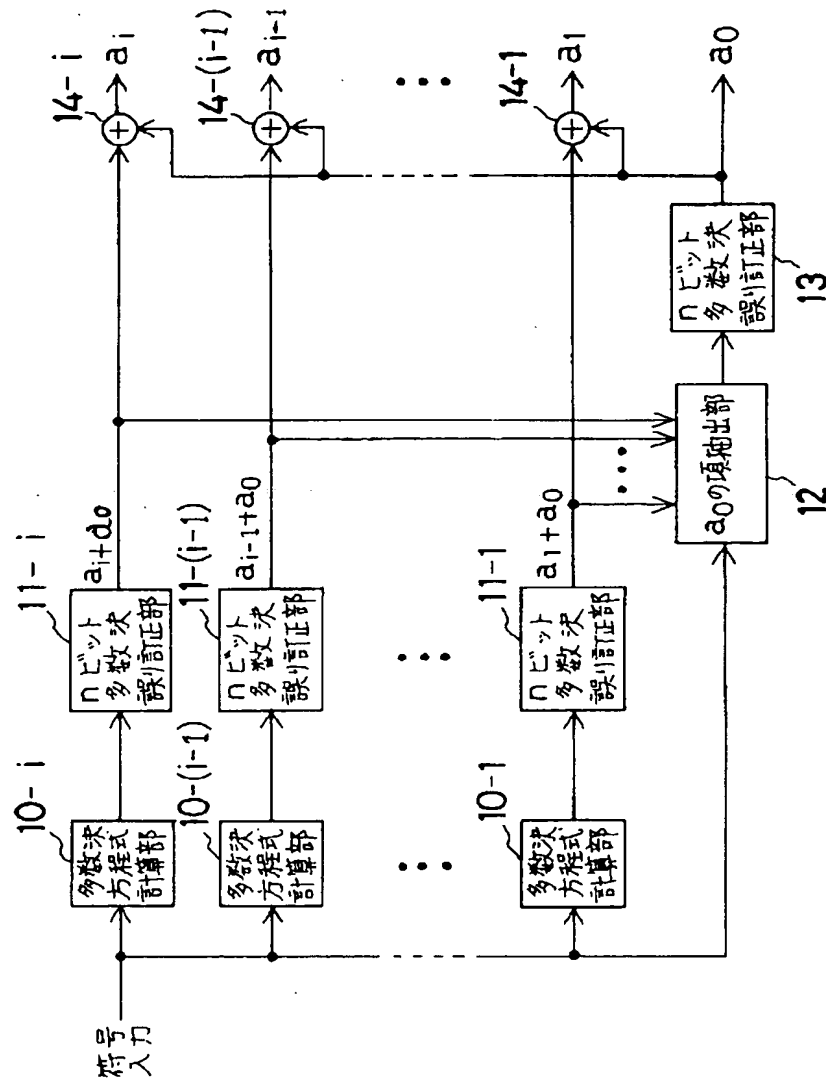 符号
入力
10-i
多数決
方程式
計算部
11-i
nビット
多数決
誤り訂正部
ai+a0
14-i
+
ai
10-(i-1)
多数決
方程式
計算部
11-(i-1)
nビット
多数決
誤り訂正部
ai-1+a0
14-(i-1)
+
ai-1
10-1
多数決
方程式
計算部
11-1
nビット
多数決
誤り訂正部
a1+a0
14-1
+
a1
a0の項抽出部
12
nビット
多数決
誤り訂正部
13
a0